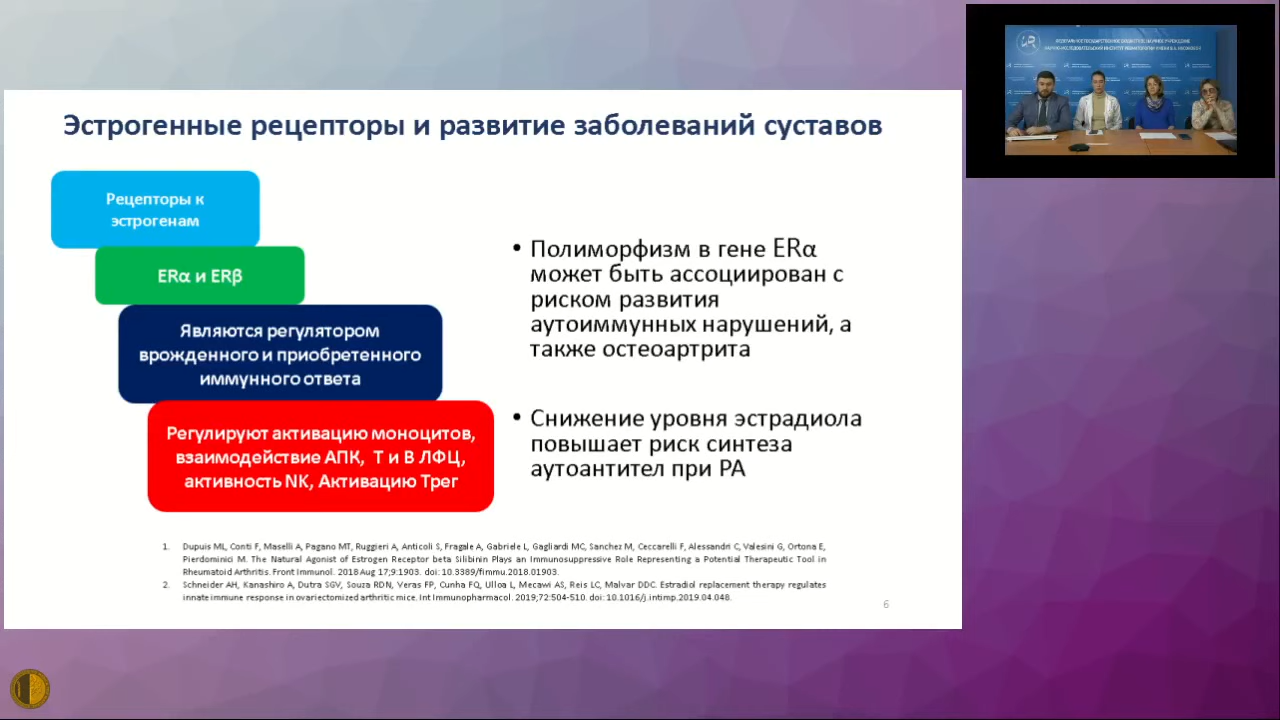 Эстрогенные рецепторы и развитие заболеваний суставов
Рецепторы к
эстрогенам
ERα и ERβ
Являются регулятором
врожденного и приобретенного
иммунного ответа
Регулируют активацию моноцитов,
взаимодействие АПК, Т и В ЛФЦ,
активность NK, Активацию Трег
• Полиморфизм в гене ERα
может быть ассоциирован с
риском развития
аутоиммунных нарушений, а
также остеоартрита
• Снижение уровня эстрадиола
повышает риск синтеза
аутоантител при РА
1. Dupuis ML, Conti F, Maselli A, Pagano MT, Ruggieri A, Anticoli S, Fragale A, Gabriele L, Gagliardi MC, Sanchez M, Ceccarelli F, Alessandri C, Valesini G, Ortona E,
Pierdominici M. The Natural Agonist of Estrogen Receptor beta Silibinin Plays an Immunosuppressive Role Representing a Potential Therapeutic Tool in
Rheumatoid Arthritis. Front Immunol. 2018 Aug 17;9:1903. doi: 10.3389/fimmu.2018.01903.
2. Schneider AH, Kanashiro A, Dutra SGV, Souza RDN, Veras FP, Cunha FQ, Ulloa L, Mecawi AS, Reis LC, Malvar DDC. Estradiol replacement therapy regulates
innate immune response in ovariectomized arthritic mice. Int Immunopharmacol. 2019;72:504-510. doi: 10.1016/j.intimp.2019.04.048.
6